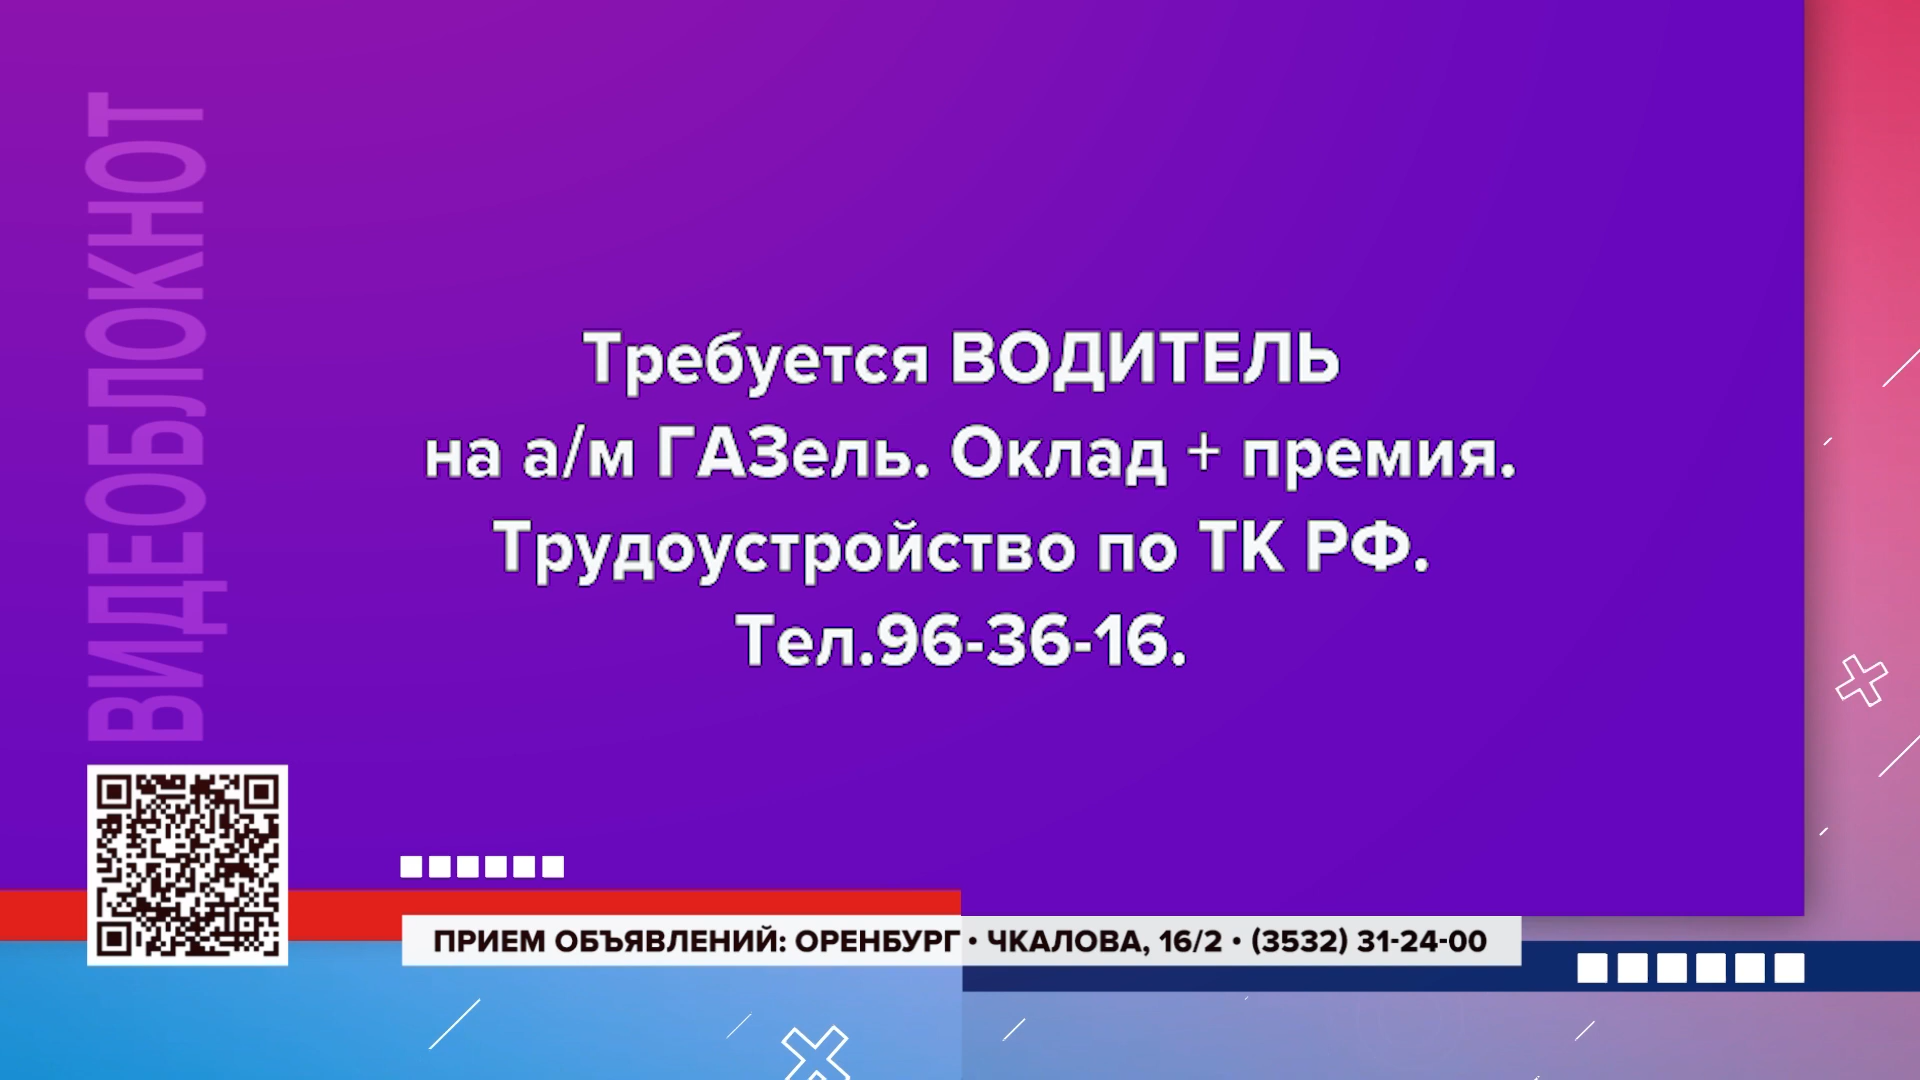 ВИДЕОБЛОКНОТ
Требуется ВОДИТЕЛЬ
на а/м ГАЗель. Оклад + премия.
Трудоустройство по ТК РФ.
Тел.96-36-16.
ПРИЕМ ОБЪЯВЛЕНИЙ: ОРЕНБУРГ • ЧКАЛОВА, 16/2 • (3532) 31-24-00